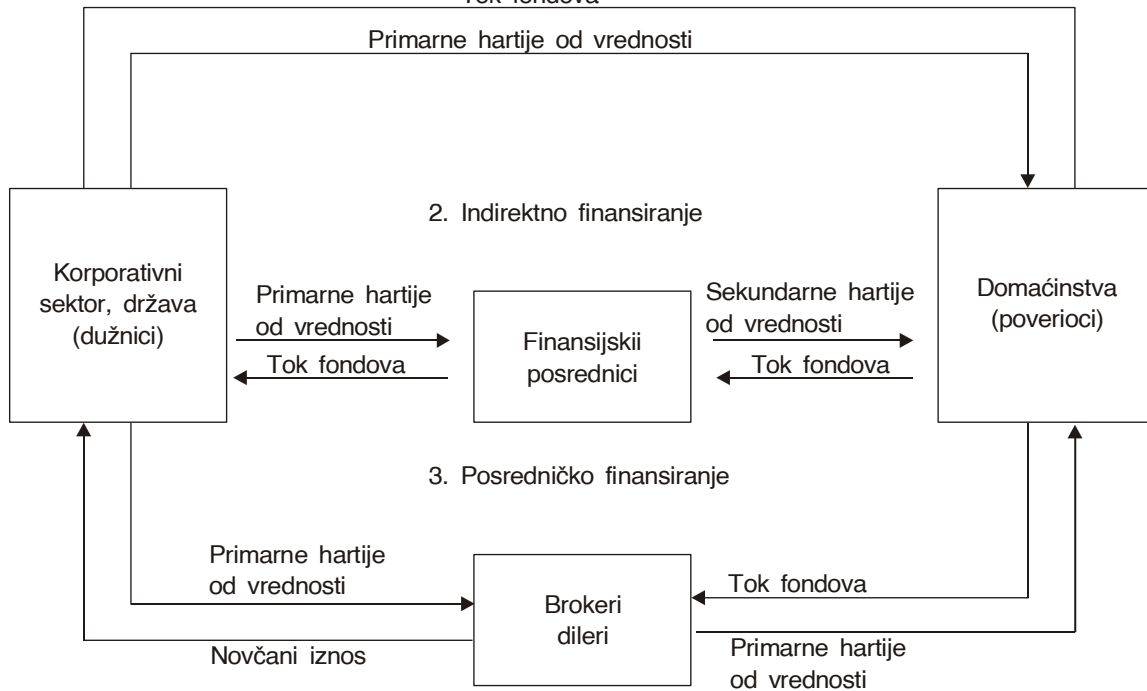 Tok fondova
Primarne hartije od vrednosti
2. Indirektno finansiranje
Korporativni
sektor, država
(dužnici)
Primarne hartije
od vrednosti
Tok fondova
Finansijskii
posrednici
Sekundarne hartije
od vrednosti
Tok fondova
Domaćinstva
(poverioci)
3. Posredničko finansiranje
Primarne hartije
od vrednosti
Novčani iznos
Brokeri
dileri
Tok fondova
Primarne hartije
od vrednosti